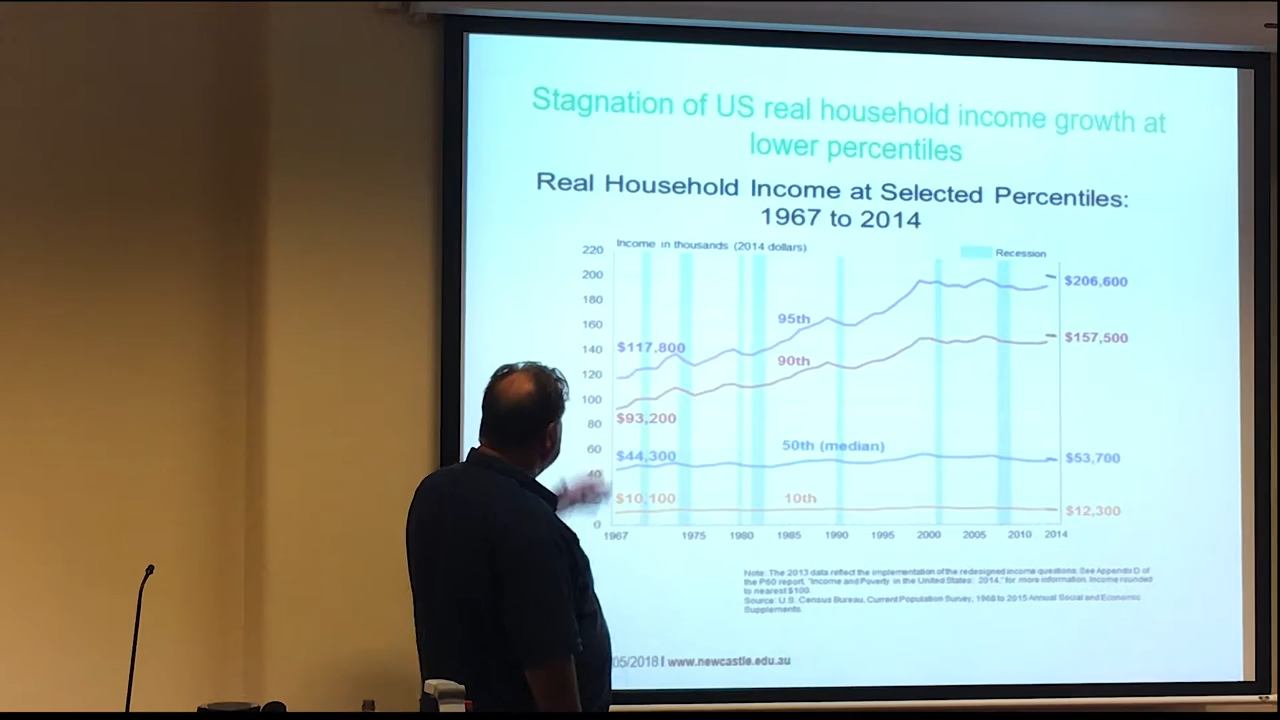 Stagnation of US real household income growth at
lower percentiles
Real Household Income at Selected Percentiles:
1967 to 2014
Income in thousands (2014 dollars)
Recession
220
200
180
160
140
120
100
80
60
40
0
95th
$117,800
$206,600
90th
$93,200
$157,500
50th (median)
$44,300
$53,700
10th
$10,100
$12,300
1967 1975 1980 1985 1990 1995 2000 2005 2010 2014
Note: The 2013 data reflect the implementation of the redesigned income questions. See Appendix D of
the P60 report, "Income and Poverty in the United States: 2014," for more information. Income rounded
to nearest $100.
Source: U.S. Census Bureau, Current Population Survey, 1968 to 2015 Annual Social and Economic
Supplements.
05/2018 | www.newcastle.edu.au